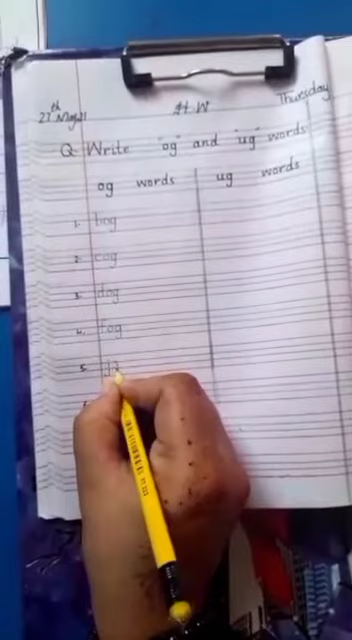 27th May 21 H.W Thursday
Q. Write "og" and "ug" words
og words ug words
1. bog
2. cog
3. dog
4. fog
5.